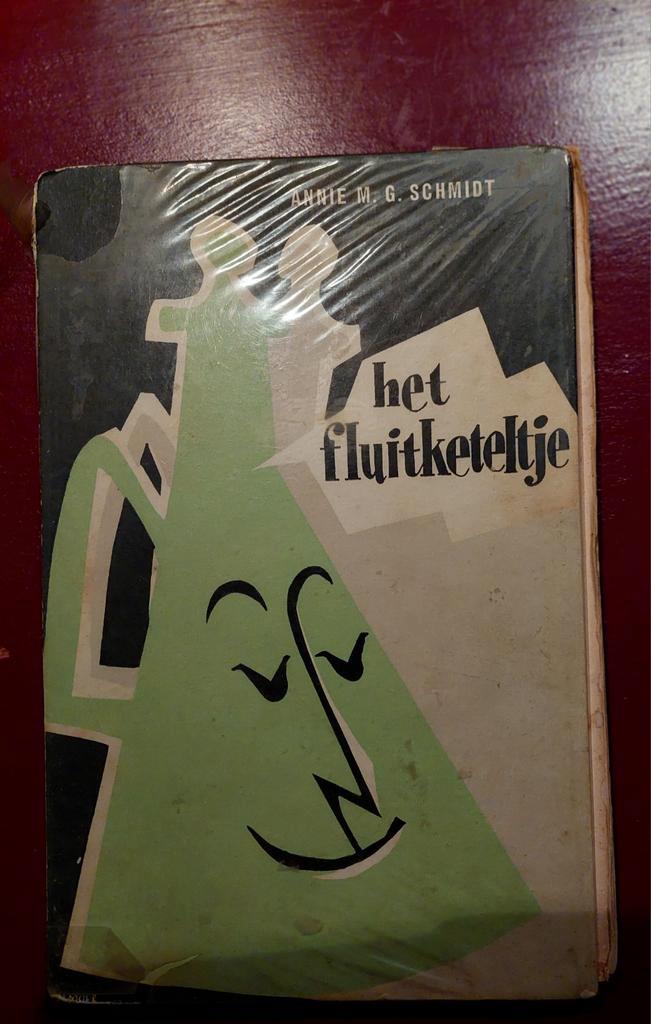 ANNIE M. G. SCHMIDT
het
fluitketeltje